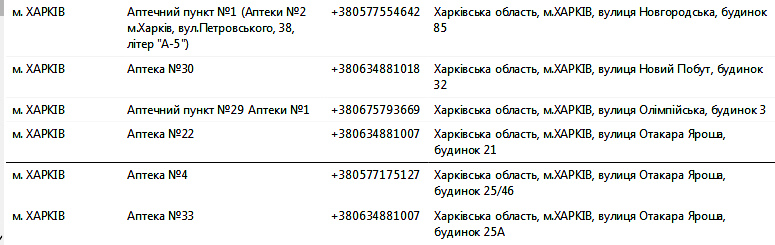 м. ХАРКІВ Аптечний пункт №1 (Аптеки №2 +380577554642 Харківська область, м.ХАРКІВ, вулиця Новгородська, будинок
м.Харків, вул.Петровського, 38, 85
літер "А-5")
м. ХАРКІВ Аптека №30 +380634881018 Харківська область, м.ХАРКІВ, вулиця Новий Побут, будинок
32
м. ХАРКІВ Аптечний пункт №29 Аптеки №1 +380675793669 Харківська область, м.ХАРКІВ, вулиця Олімпійська, будинок 3
м. ХАРКІВ Аптека №22 +380634881007 Харківська область, м.ХАРКІВ, вулиця Отакара Яроша,
будинок 21
м. ХАРКІВ Аптека №4 +380577175127 Харківська область, м.ХАРКІВ, вулиця Отакара Яроша,
будинок 25/46
м. ХАРКІВ Аптека №33 +380634881007 Харківська область, м.ХАРКІВ, вулиця Отакара Яроша,
будинок 25А